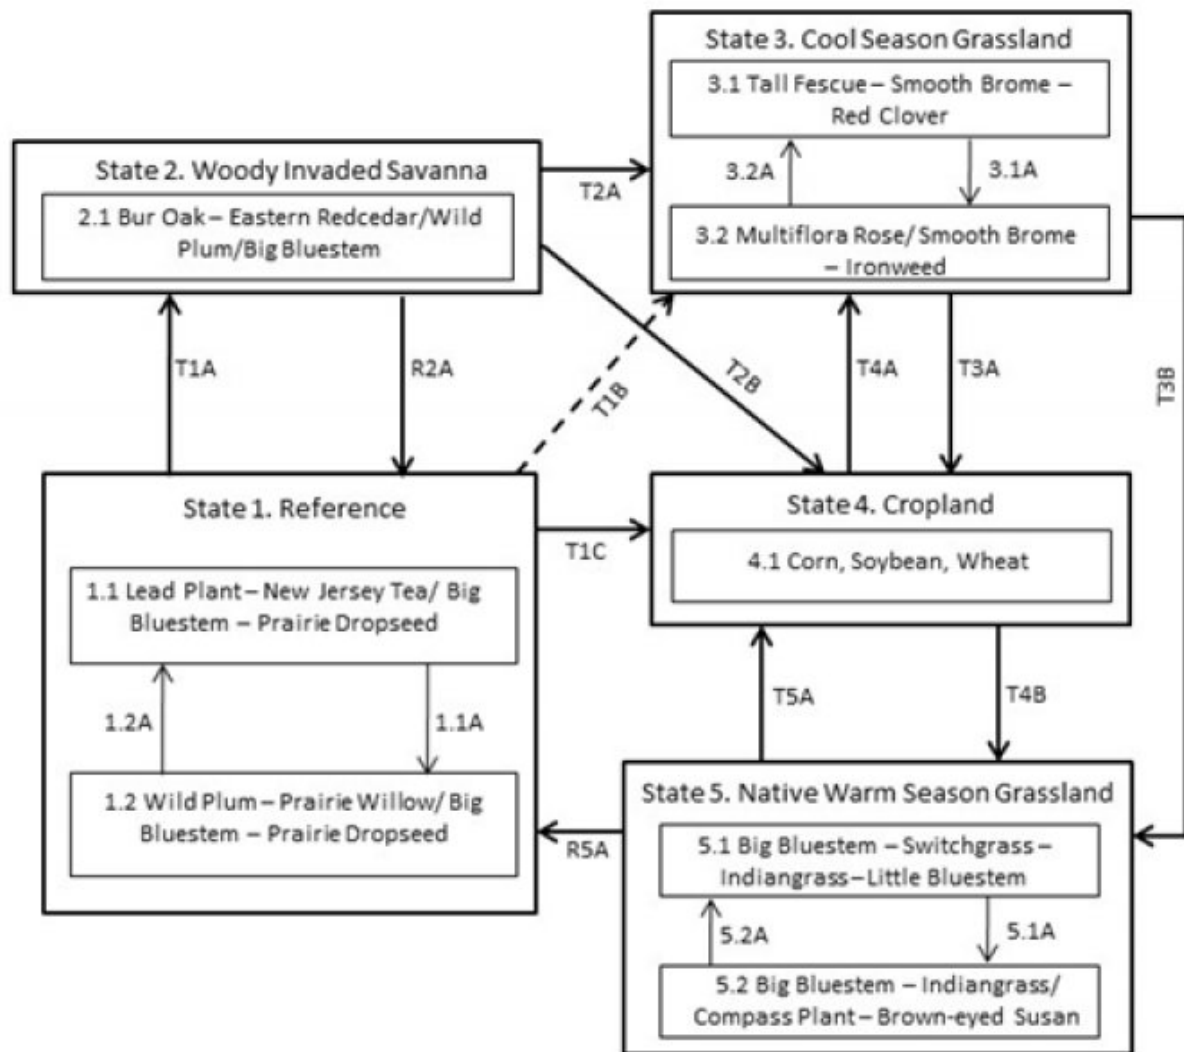 State 3. Cool Season Grassland
3.1 Tall Fescue – Smooth Brome –
Red Clover
3.2A
3.1A
3.2 Multiflora Rose/ Smooth Brome
– Ironweed
State 2. Woody Invaded Savanna
2.1 Bur Oak – Eastern Redcedar/Wild
Plum/Big Bluestem
T2A
T1A
R2A
T1B
T2B
T4A
T3A
T3B
State 1. Reference
1.1 Lead Plant – New Jersey Tea/ Big
Bluestem – Prairie Dropseed
1.2A
1.1A
1.2 Wild Plum – Prairie Willow/ Big
Bluestem – Prairie Dropseed
T1C
State 4. Cropland
4.1 Corn, Soybean, Wheat
T5A
T4B
R5A
State 5. Native Warm Season Grassland
5.1 Big Bluestem – Switchgrass –
Indiangrass–Little Bluestem
5.2A
5.1A
5.2 Big Bluestem – Indiangrass/
Compass Plant – Brown-eyed Susan